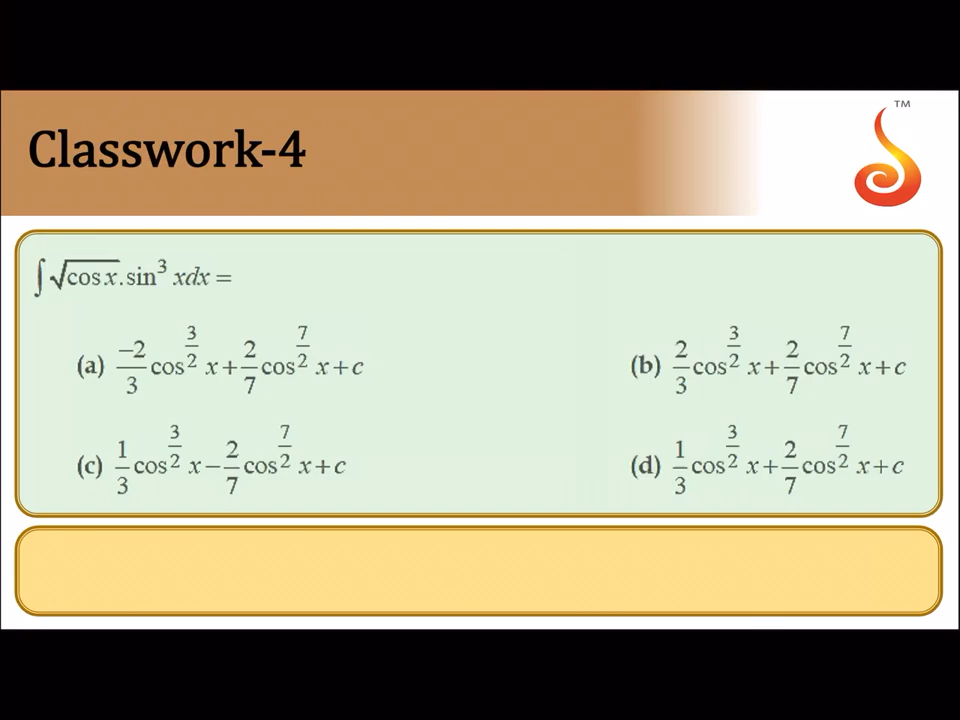 Classwork-4
TM
∫√cos x.sin³ xdx =
(a) -2/3 cos^(3/2) x + 2/7 cos^(7/2) x + c
(b) 2/3 cos^(3/2) x + 2/7 cos^(7/2) x + c
(c) 1/3 cos^(3/2) x − 2/7 cos^(7/2) x + c
(d) 1/3 cos^(3/2) x + 2/7 cos^(7/2) x + c